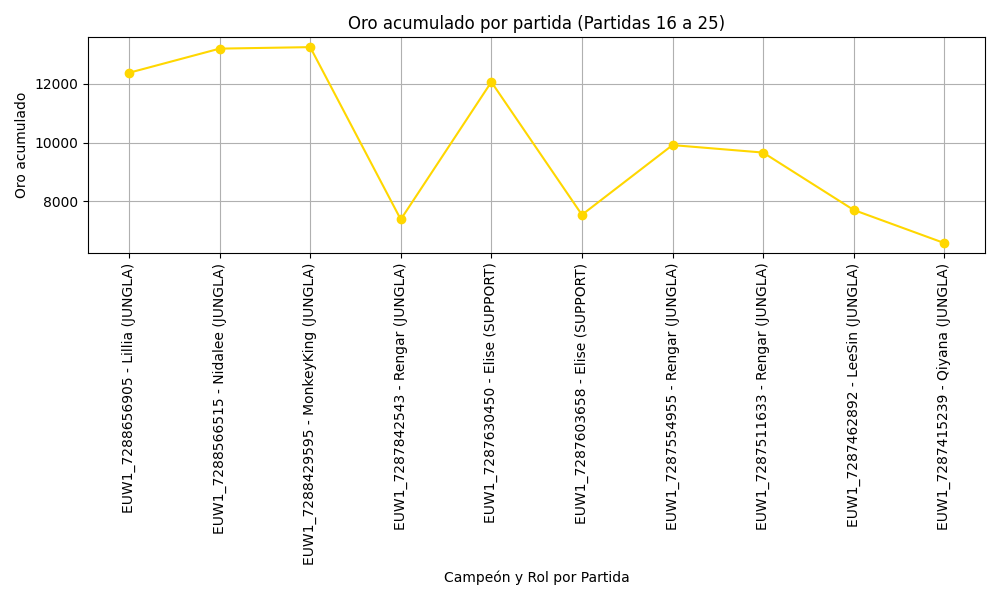 Oro acumulado por partida (Partidas 16 a 25)
Oro acumulado
12000
10000
8000
EUW1_7288656905 - Lillia (JUNGLA)
EUW1_7288566515 - Nidalee (JUNGLA)
EUW1_7288429595 - MonkeyKing (JUNGLA)
EUW1_7287842543 - Rengar (JUNGLA)
EUW1_7287630450 - Elise (SUPPORT)
EUW1_7287603658 - Elise (SUPPORT)
EUW1_7287554955 - Rengar (JUNGLA)
EUW1_7287511633 - Rengar (JUNGLA)
EUW1_7287462892 - LeeSin (JUNGLA)
EUW1_7287415239 - Qiyana (JUNGLA)
Campeón y Rol por Partida